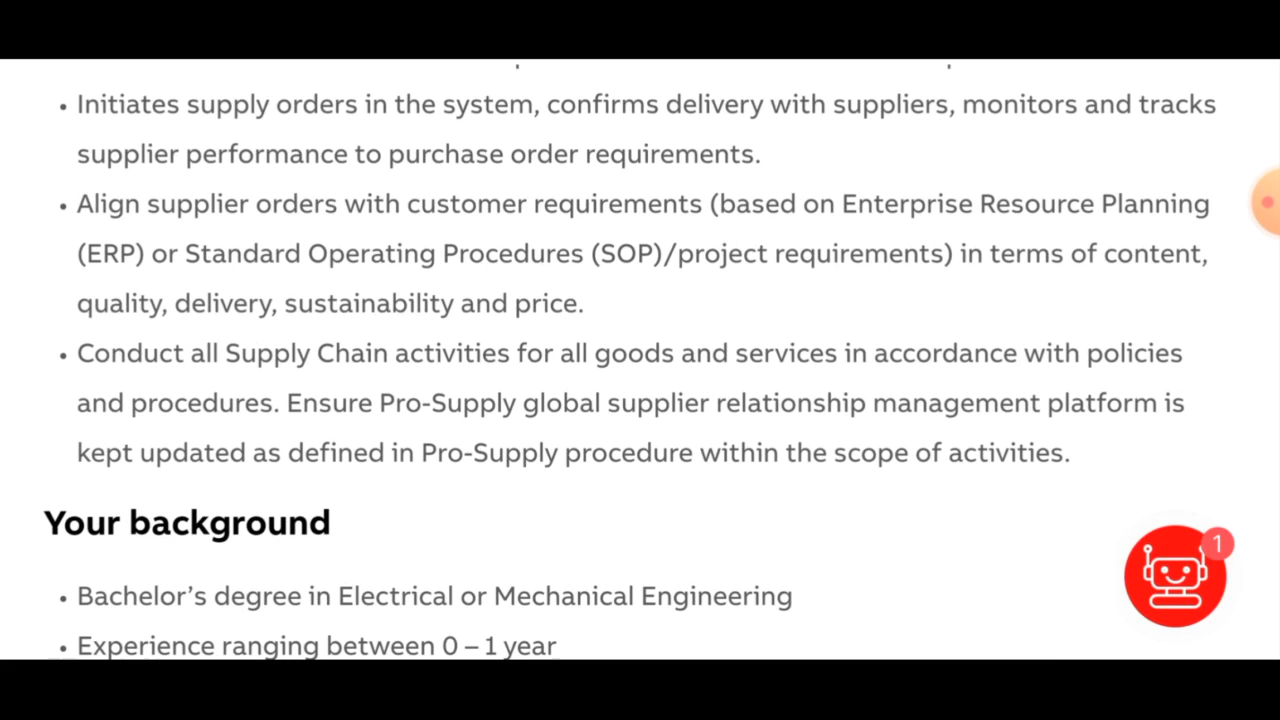 • Initiates supply orders in the system, confirms delivery with suppliers, monitors and tracks
supplier performance to purchase order requirements.
• Align supplier orders with customer requirements (based on Enterprise Resource Planning
(ERP) or Standard Operating Procedures (SOP)/project requirements) in terms of content,
quality, delivery, sustainability and price.
• Conduct all Supply Chain activities for all goods and services in accordance with policies
and procedures. Ensure Pro-Supply global supplier relationship management platform is
kept updated as defined in Pro-Supply procedure within the scope of activities.
Your background
1
• Bachelor’s degree in Electrical or Mechanical Engineering
• Experience ranging between 0 – 1 year